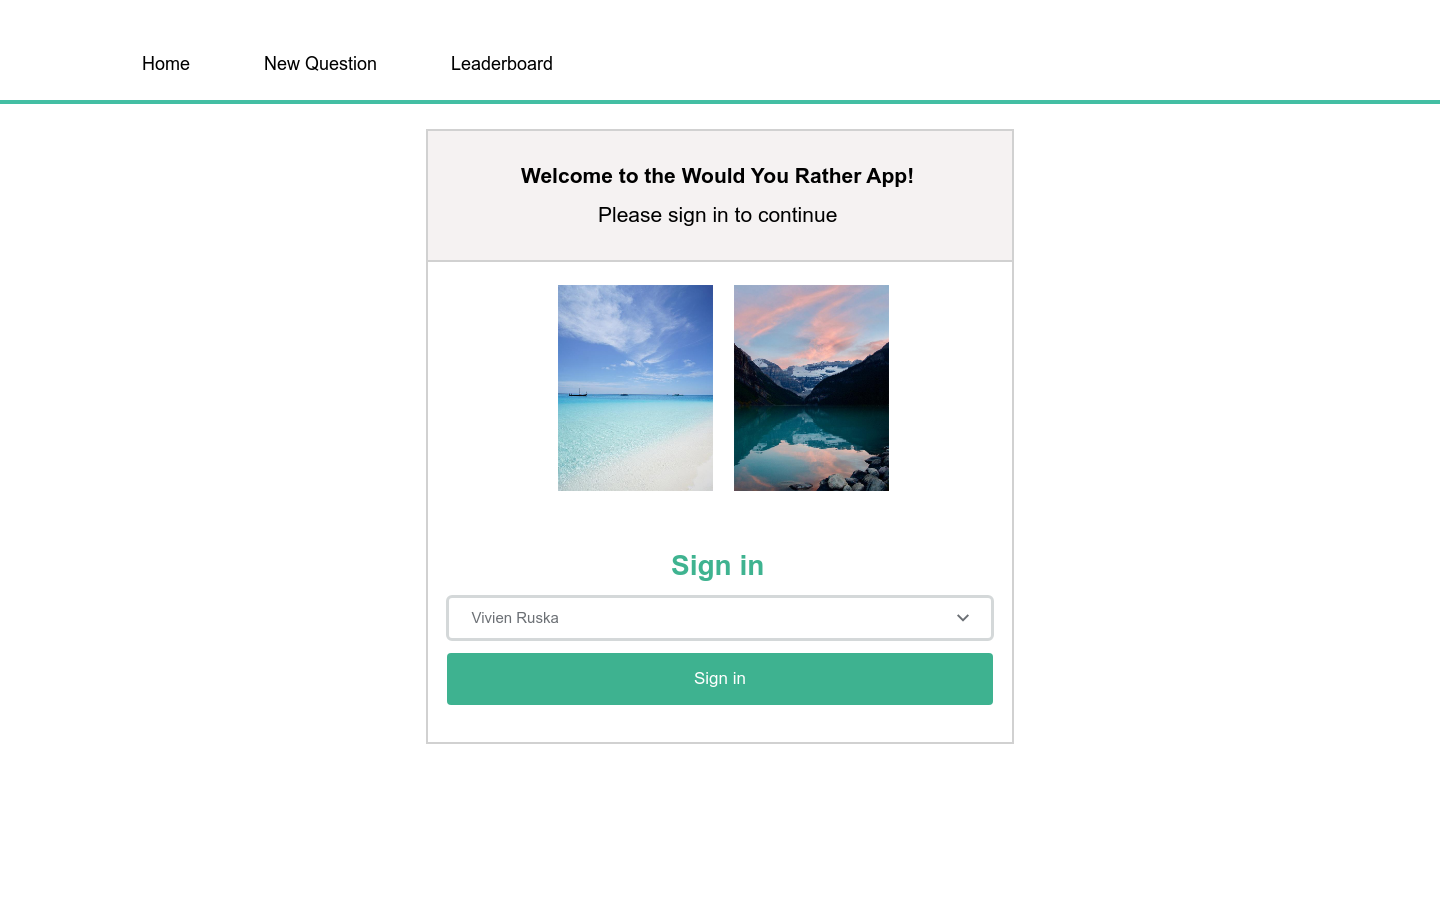 Home New Question Leaderboard
Welcome to the Would You Rather App!
Please sign in to continue
Sign in
Vivien Ruska
Sign in